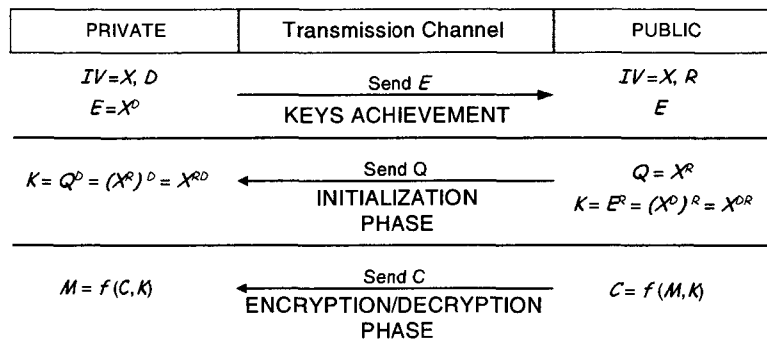 PRIVATE Transmission Channel PUBLIC
IV=X, D Send E IV=X, R
E=X^D KEYS ACHIEVEMENT E
K= Q^D = (X^R)^D = X^RD Send Q Q = X^R
INITIALIZATION
PHASE K= E^R = (X^D)^R = X^DR
M= f(C,K) Send C C= f(M,K)
ENCRYPTION/DECRYPTION
PHASE